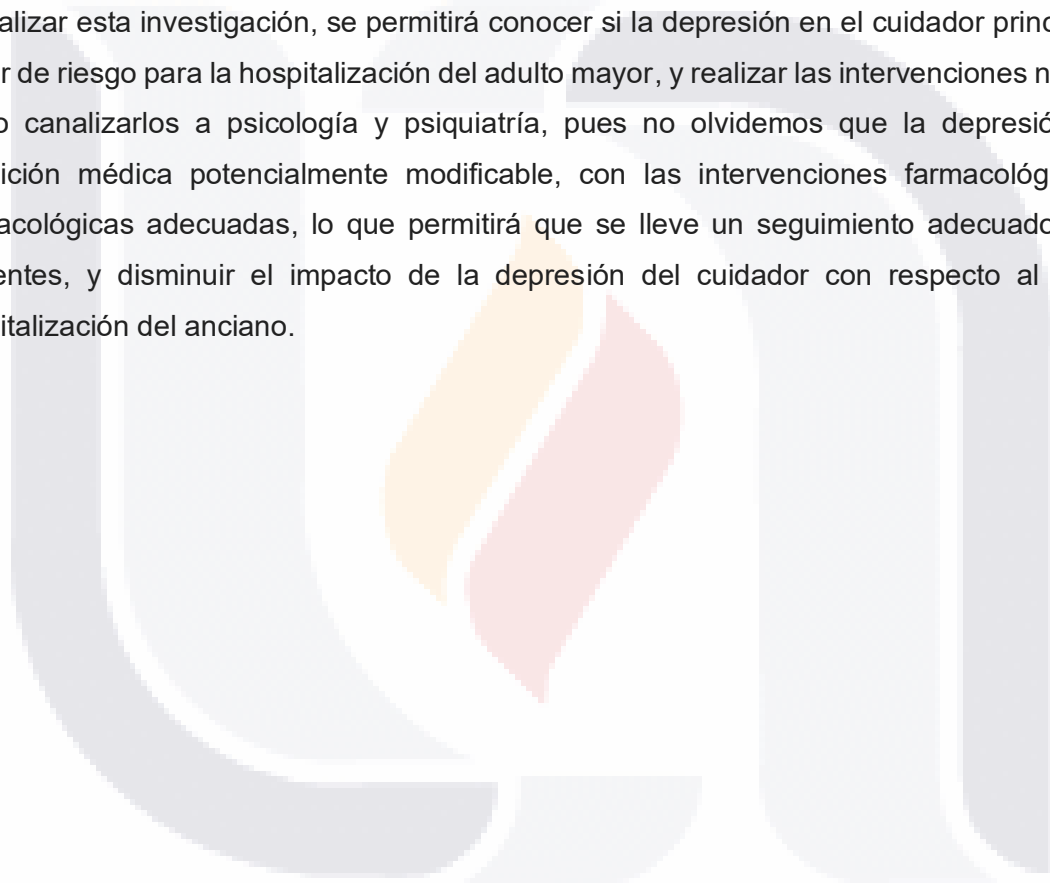 alizar esta investigación, se permitirá conocer si la depresión en el cuidador princ
r de riesgo para la hospitalización del adulto mayor, y realizar las intervenciones n
o canalizarlos a psicología y psiquiatría, pues no olvidemos que la depresió
ición médica potencialmente modificable, con las intervenciones farmacológ
acológicas adecuadas, lo que permitirá que se lleve un seguimiento adecuado
entes, y disminuir el impacto de la depresión del cuidador con respecto al
italización del anciano.